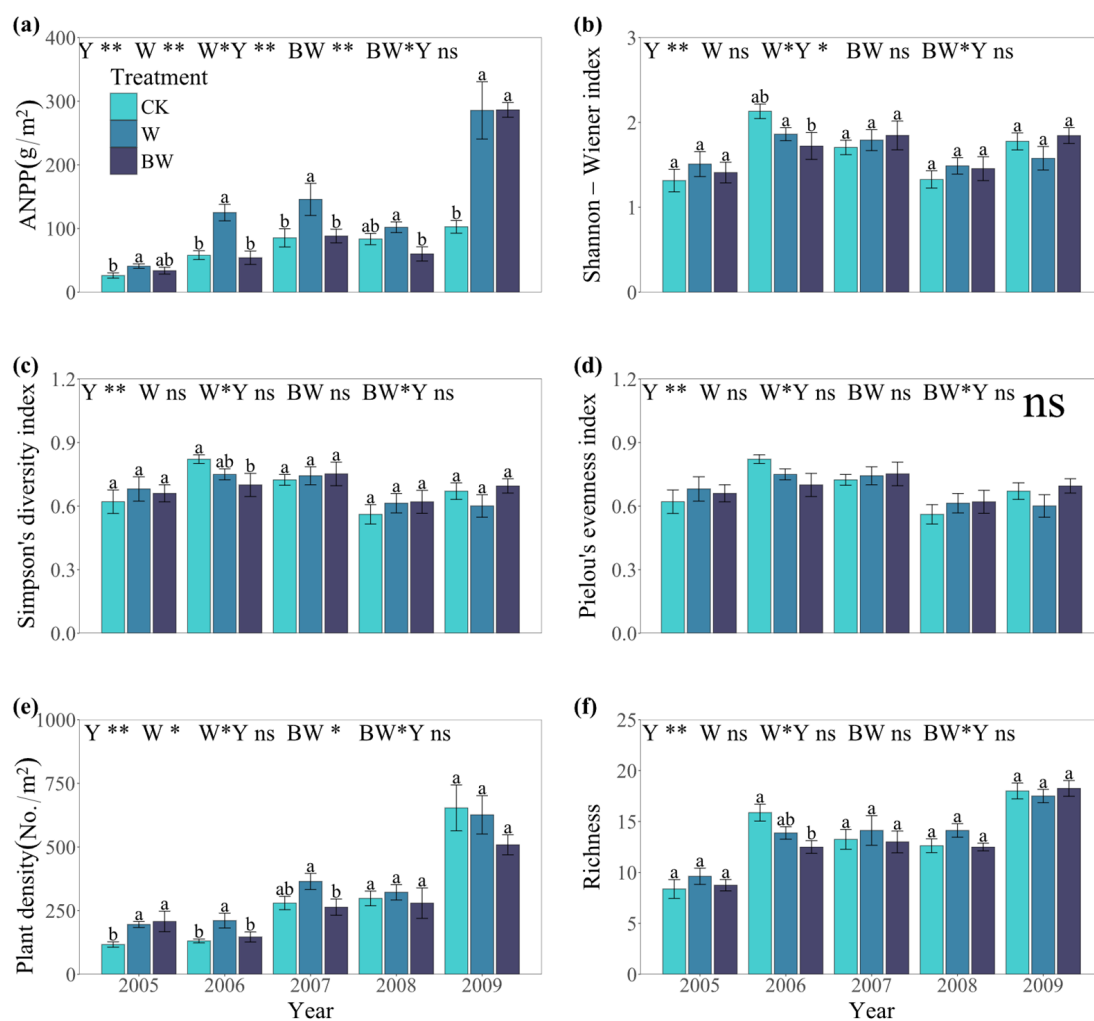 (a)
ANPP(g/m²)
400
300
200
100
0
Y ** W ** W*Y ** BW ** BW*Y ns
Treatment
CK
W
BW
b a ab
b a b
b a b
ab a b
b a a
(b)
Shannon – Wiener index
3
2
1
0
Y ** W ns W*Y * BW ns BW*Y ns
a a a
ab a b
a a a
a a a
a a a
(c)
Simpson's diversity index
1.2
0.9
0.6
0.3
0.0
Y ** W ns W*Y ns BW ns BW*Y ns
a a a
a ab b
a a a
a a a
a a a
(d)
Pielou's evenness index
1.2
0.9
0.6
0.3
0.0
Y ** W ns W*Y ns BW ns BW*Y ns
ns
(e)
Plant density(No./m²)
1000
750
500
250
0
Y ** W * W*Y ns BW * BW*Y ns
b a a
b a b
ab a b
a a a
a a a
2005 2006 2007 2008 2009
Year
(f)
Richness
25
20
15
10
5
0
Y ** W ns W*Y ns BW ns BW*Y ns
a a a
a ab b
a a a
a a a
a a a
2005 2006 2007 2008 2009
Year